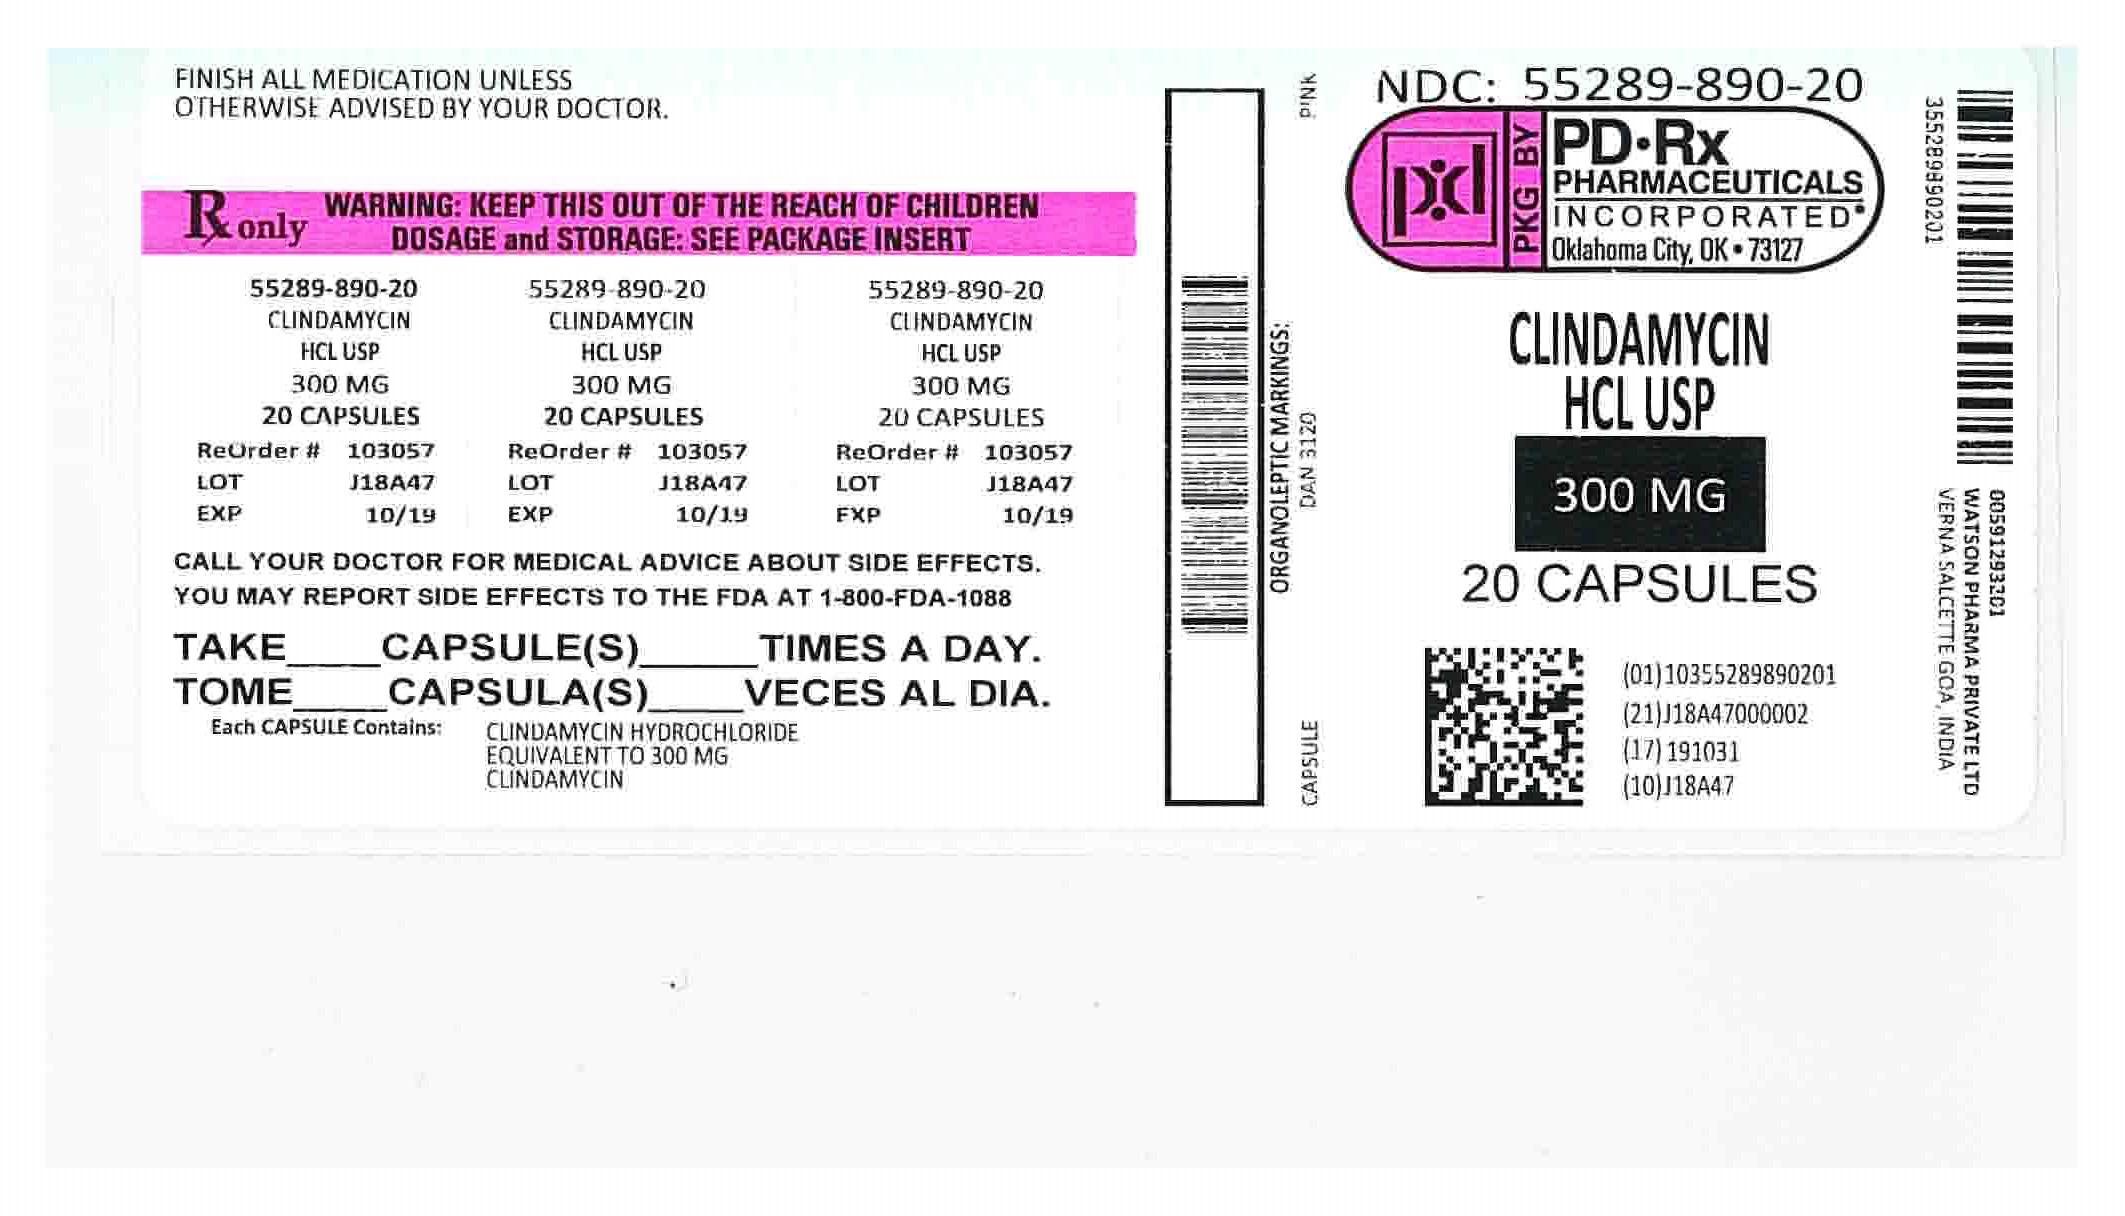 FINISH ALL MEDICATION UNLESS
OTHERWISE ADVISED BY YOUR DOCTOR.
Rx only
WARNING: KEEP THIS OUT OF THE REACH OF CHILDREN
DOSAGE and STORAGE: SEE PACKAGE INSERT
55289-890-20 55289-890-20 55289-890-20
CLINDAMYCIN CLINDAMYCIN CLINDAMYCIN
HCL USP HCL USP HCL USP
300 MG 300 MG 300 MG
20 CAPSULES 20 CAPSULES 20 CAPSULES
ReOrder # 103057 ReOrder # 103057 ReOrder # 103057
LOT J18A47 LOT J18A47 LOT J18A47
EXP 10/19 EXP 10/19 EXP 10/19
CALL YOUR DOCTOR FOR MEDICAL ADVICE ABOUT SIDE EFFECTS.
YOU MAY REPORT SIDE EFFECTS TO THE FDA AT 1-800-FDA-1088
TAKE____CAPSULE(S)_____TIMES A DAY.
TOME____CAPSULA(S)____VECES AL DIA.
Each CAPSULE Contains: CLINDAMYCIN HYDROCHLORIDE
EQUIVALENT TO 300 MG
CLINDAMYCIN
ORGANOLEPTIC MARKINGS:
CAPSULE DAN 3120 PINK
NDC: 55289-890-20
PKG BY
PD•Rx
PHARMACEUTICALS
INCORPORATED®
Oklahoma City, OK • 73127
CLINDAMYCIN
HCL USP
300 MG
20 CAPSULES
(01)10355289890201
(21)J18A47000002
(17)191031
(10)J18A47
355289890201
00591293201
WATSON PHARMA PRIVATE LTD
VERNA SALCETTE GOA, INDIA